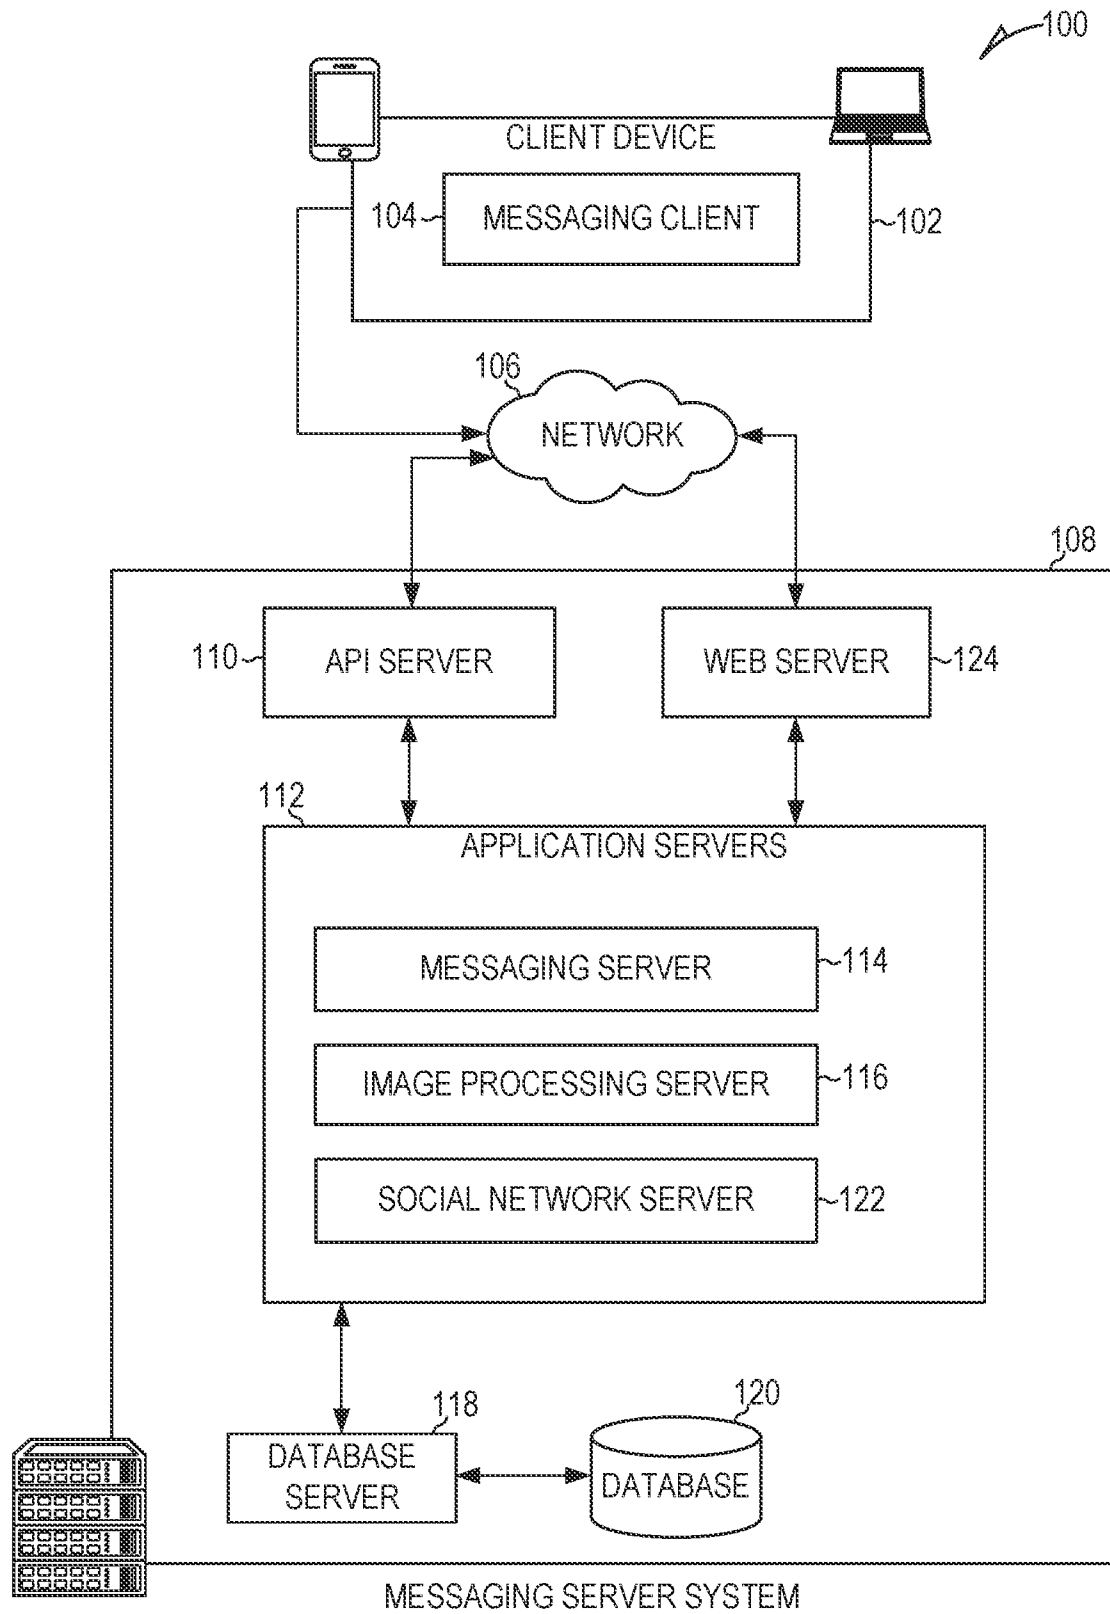 100
CLIENT DEVICE
104
MESSAGING CLIENT
102
106
NETWORK
108
110
API SERVER
WEB SERVER
124
112
APPLICATION SERVERS
MESSAGING SERVER
114
IMAGE PROCESSING SERVER
116
SOCIAL NETWORK SERVER
122
118
DATABASE
SERVER
120
DATABASE
MESSAGING SERVER SYSTEM